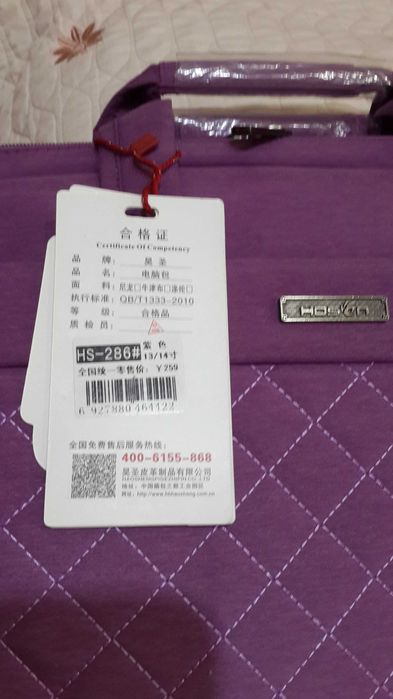 合格证
Certificate Of Competency
品 牌: 昊圣
品 名: 电脑包
面 料: 尼龙□牛津布□涤纶□
执行标准: QB/T1333-2010
等 级: 合格品
质 检 员:
HS-286# 紫色
13/14寸
全国统一零售价: ¥259
6 927880 464122
全国免费售后服务热线:
400-6155-868
昊圣皮革制品有限公司